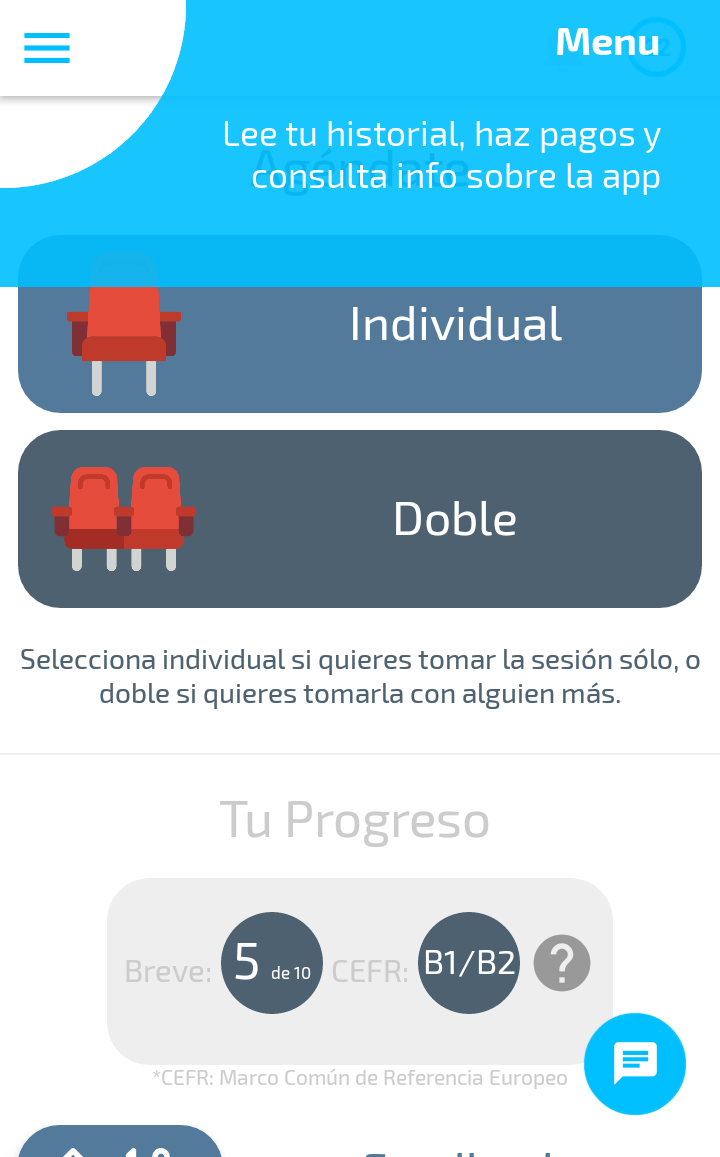 Menu
Lee tu historial, haz pagos y
consulta info sobre la app
Agéndate
Individual
Doble
Selecciona individual si quieres tomar la sesión sólo, o
doble si quieres tomarla con alguien más.
Tu Progreso
Breve: 5 de 10 CEFR: B1/B2
*CEFR: Marco Común de Referencia Europeo